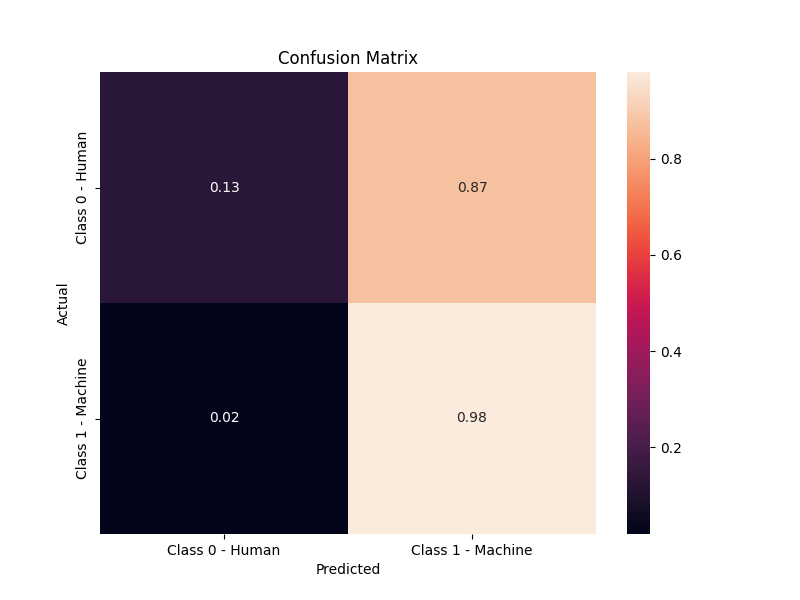 Confusion Matrix
Class 0 - Human
0.13
0.87
0.8
0.6
Actual
0.4
Class 1 - Machine
0.02
0.98
0.2
Class 0 - Human
Class 1 - Machine
Predicted